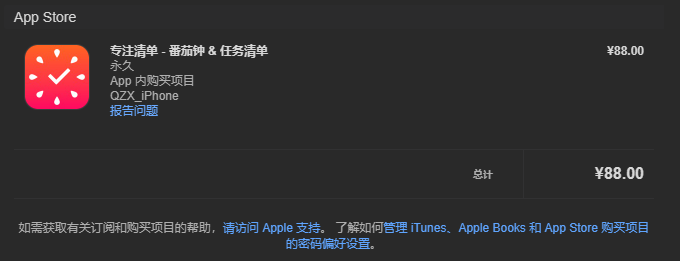 App Store
专注清单 - 番茄钟 & 任务清单
¥88.00
永久
App 内购买项目
QZX_iPhone
报告问题
总计
¥88.00
如需获取有关订阅和购买项目的帮助，请访问 Apple 支持。 了解如何管理 iTunes、Apple Books 和 App Store 购买项目
的密码偏好设置。